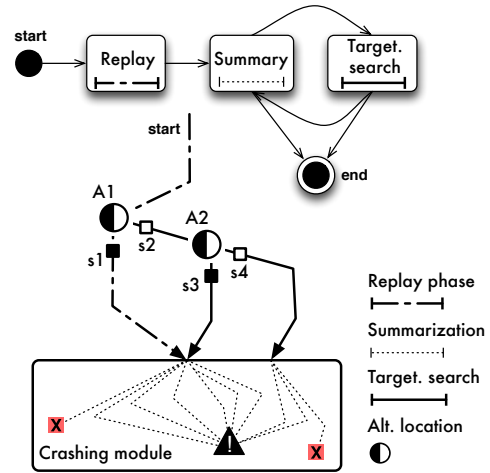 start
Replay
Summary
Target.
search
end
start
A1
A2
s2
s1
s4
s3
Replay phase
Summarization
Target. search
Alt. location
X
!
X
Crashing module